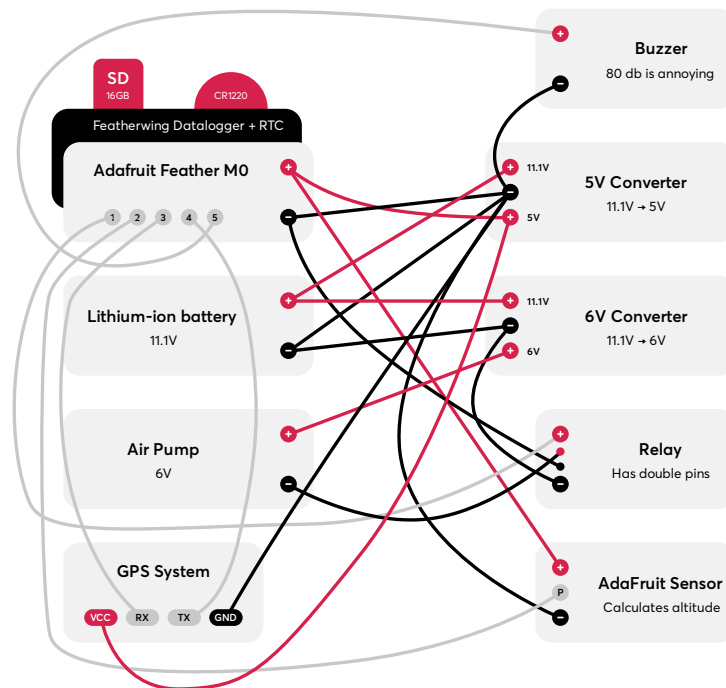 SD
16GB
CR1220
Featherwing Datalogger + RTC
Adafruit Feather M0
+
1 2 3 4 5
−
Lithium-ion battery
11.1V
+
−
Air Pump
6V
+
−
GPS System
VCC RX TX GND
+
Buzzer
80 db is annoying
−
+ 11.1V
5V Converter
−
11.1V → 5V
+ 5V
+ 11.1V
6V Converter
−
11.1V → 6V
+ 6V
+
Relay
Has double pins
−
+
AdaFruit Sensor
P
Calculates altitude
−